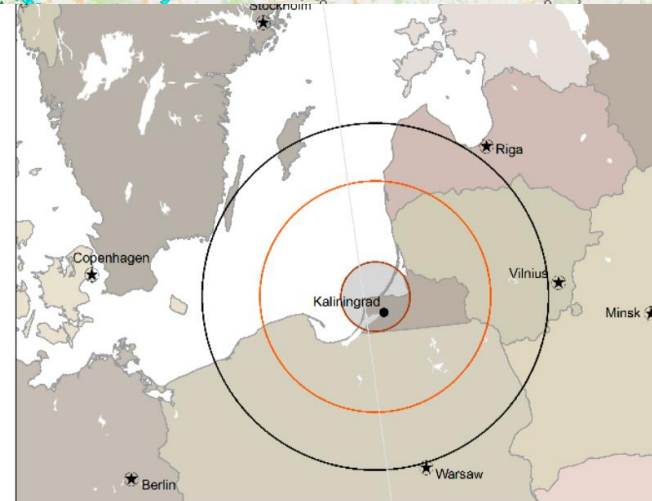 Stockholm
Riga
Copenhagen
Vilnius
Kaliningrad
Minsk
Warsaw
Berlin